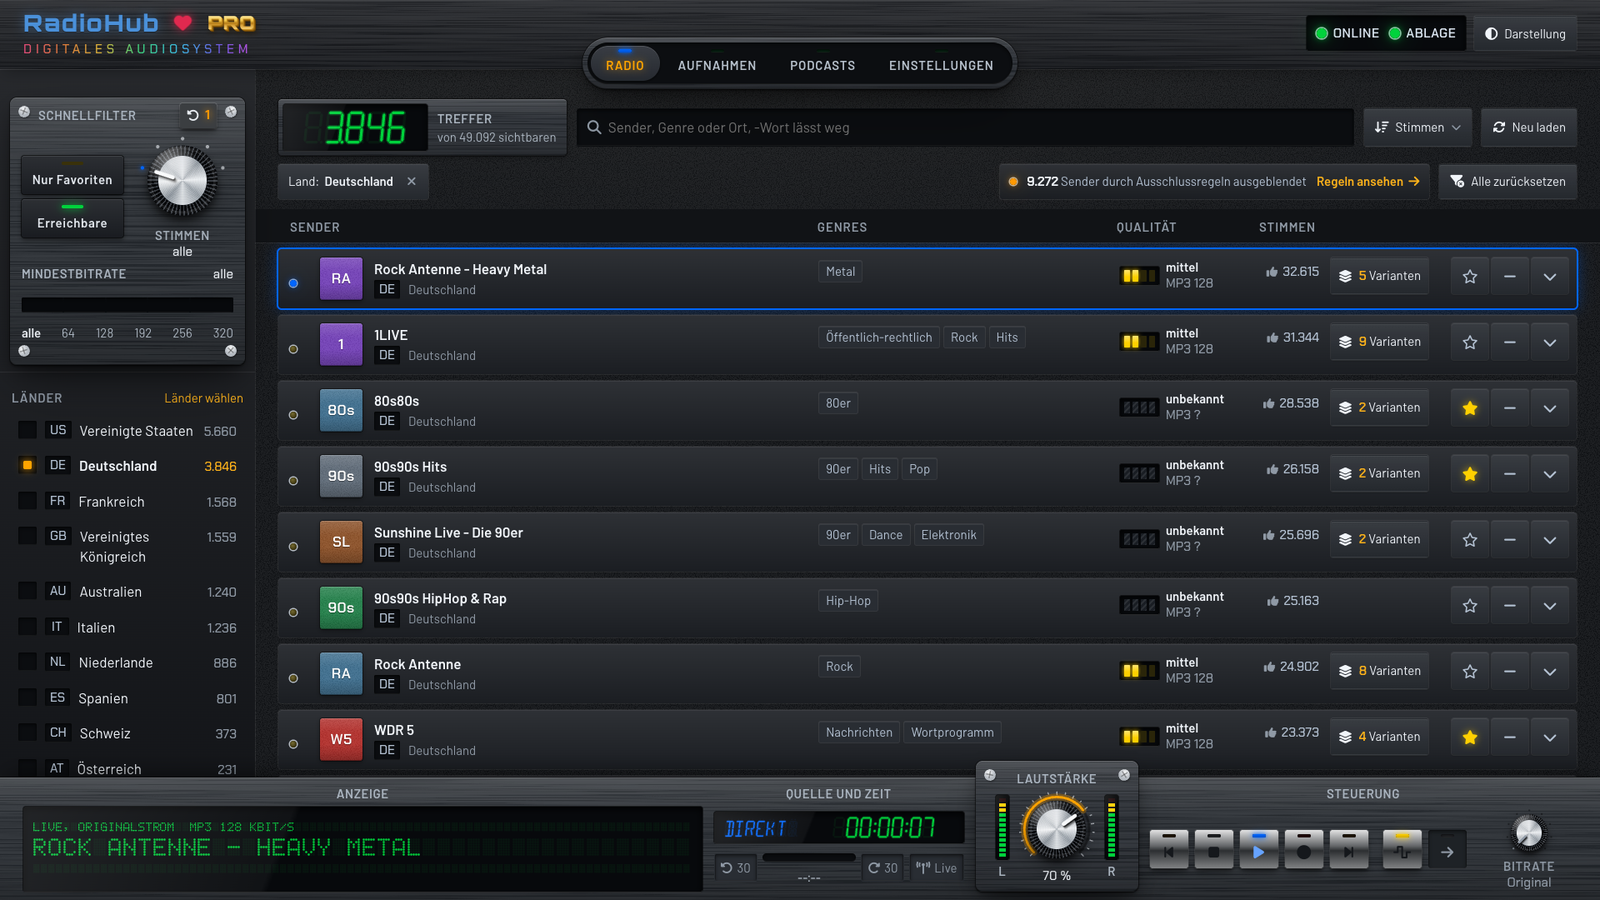 RadioHub PRO
DIGITALES AUDIOSYSTEM
RADIO
AUFNAHMEN
PODCASTS
EINSTELLUNGEN
ONLINE
ABLAGE
Darstellung
SCHNELLFILTER
1
Nur Favoriten
Erreichbare
STIMMEN
alle
MINDESTBITRATE alle
alle 64 128 192 256 320
LÄNDER Länder wählen
US Vereinigte Staaten 5.660
DE Deutschland 3.846
FR Frankreich 1.568
GB Vereinigtes Königreich 1.559
AU Australien 1.240
IT Italien 1.236
NL Niederlande 886
ES Spanien 801
CH Schweiz 373
AT Österreich 231
3.846
TREFFER
von 49.092 sichtbaren
Sender, Genre oder Ort, -Wort lässt weg
Stimmen
Neu laden
Land: Deutschland ×
9.272 Sender durch Ausschlussregeln ausgeblendet Regeln ansehen →
Alle zurücksetzen
SENDER GENRES QUALITÄT STIMMEN
RA Rock Antenne - Heavy Metal
DE Deutschland
Metal
mittel
MP3 128
32.615
5 Varianten
1 1LIVE
DE Deutschland
Öffentlich-rechtlich Rock Hits
mittel
MP3 128
31.344
9 Varianten
80s 80s80s
DE Deutschland
80er
unbekannt
MP3 ?
28.538
2 Varianten
90s 90s90s Hits
DE Deutschland
90er Hits Pop
unbekannt
MP3 ?
26.158
2 Varianten
SL Sunshine Live - Die 90er
DE Deutschland
90er Dance Elektronik
unbekannt
MP3 ?
25.696
2 Varianten
90s 90s90s HipHop & Rap
DE Deutschland
Hip-Hop
unbekannt
MP3 ?
25.163
RA Rock Antenne
DE Deutschland
Rock
mittel
MP3 128
24.902
8 Varianten
W5 WDR 5
DE Deutschland
Nachrichten Wortprogramm
mittel
MP3 128
23.373
4 Varianten
ANZEIGE
LIVE, ORIGINALSTROM MP3 128 KBIT/S
ROCK ANTENNE - HEAVY METAL
QUELLE UND ZEIT
DIREKT 00:00:07
30
--:--
30
Live
LAUTSTÄRKE
L R
70 %
STEUERUNG
BITRATE
Original